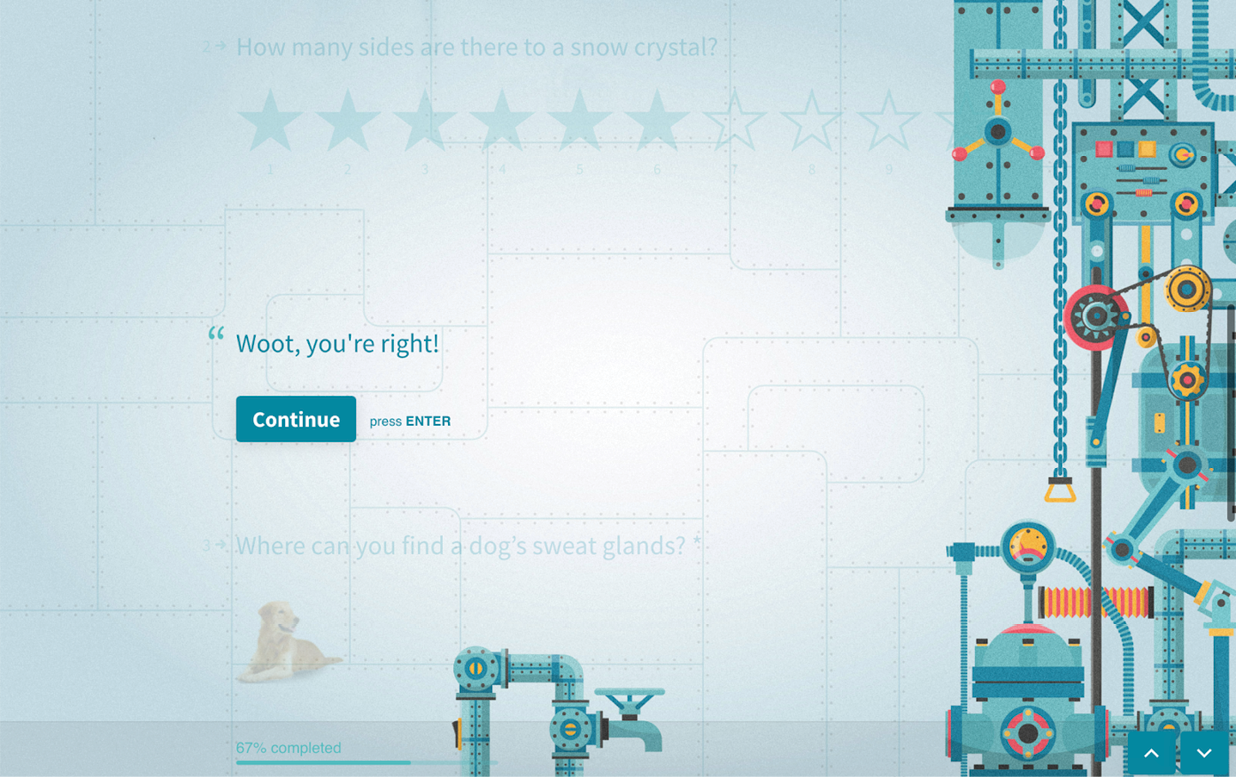 2 → How many sides are there to a snow crystal?
1 2 3 4 5 6 7 8 9
“ Woot, you're right!
Continue press ENTER
3 → Where can you find a dog’s sweat glands? *
67% completed